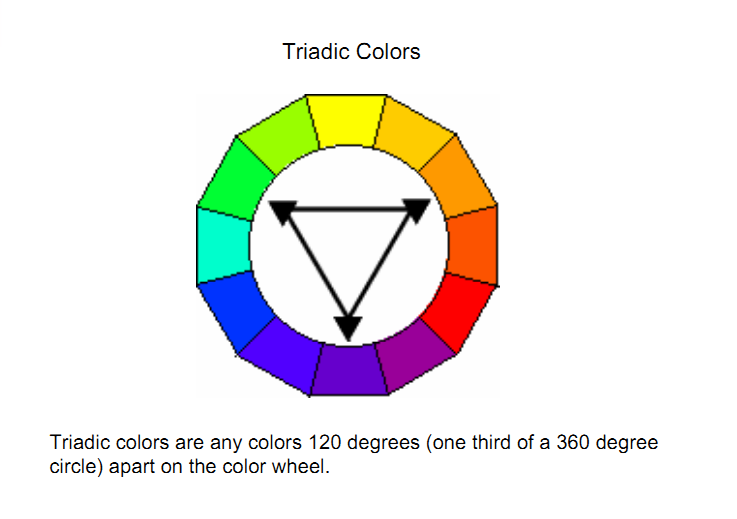 Triadic Colors
Triadic colors are any colors 120 degrees (one third of a 360 degree
circle) apart on the color wheel.